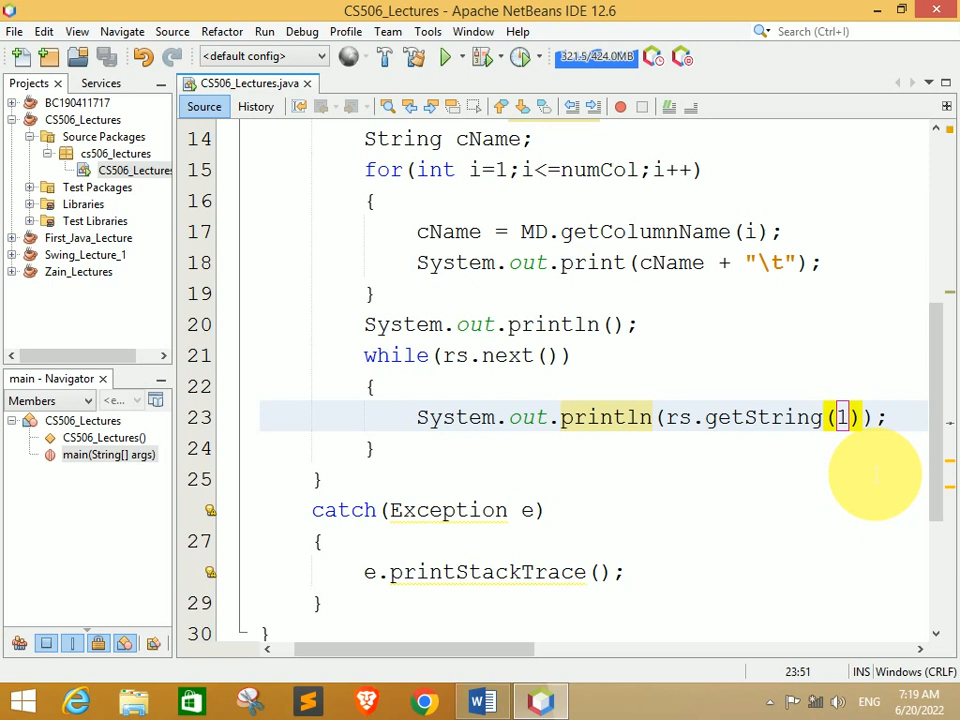 CS506_Lectures - Apache NetBeans IDE 12.6
File Edit View Navigate Source Refactor Run Debug Profile Team Tools Window Help
Search (Ctrl+I)
<default config>
321.5/424.0MB
Projects
Services
CS506_Lectures.java
BC190411717
CS506_Lectures
Source Packages
cs506_lectures
CS506_Lectures
Test Packages
Libraries
Test Libraries
First_Java_Lecture
Swing_Lecture_1
Zain_Lectures
main - Navigator
Members
<e...
CS506_Lectures
CS506_Lectures()
main(String[] args)
Source History
14 String cName;
15 for(int i=1;i<=numCol;i++)
16 {
17 cName = MD.getColumnName(i);
18 System.out.print(cName + "\t");
19 }
20 System.out.println();
21 while(rs.next())
22 {
23 System.out.println(rs.getString(1));
24 }
25 }
catch(Exception e)
27 {
e.printStackTrace();
29 }
30 }
23:51 INS Windows (CRLF)
ENG
7:19 AM
6/20/2022